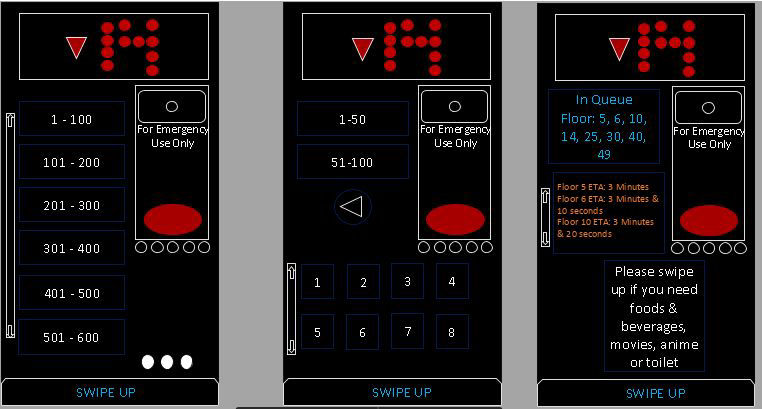 A
For Emergency
Use Only
1 - 100
101 - 200
201 - 300
301 - 400
401 - 500
501 - 600
SWIPE UP
A
For Emergency
Use Only
1-50
51-100
1 2 3 4
5 6 7 8
SWIPE UP
A
In Queue
Floor: 5, 6, 10,
14, 25, 30, 40,
49
For Emergency
Use Only
Floor 5 ETA: 3 Minutes
Floor 6 ETA: 3 Minutes &
10 seconds
Floor 10 ETA: 3 Minutes
& 20 seconds
Please swipe
up if you need
foods &
beverages,
movies, anime
or toilet
SWIPE UP